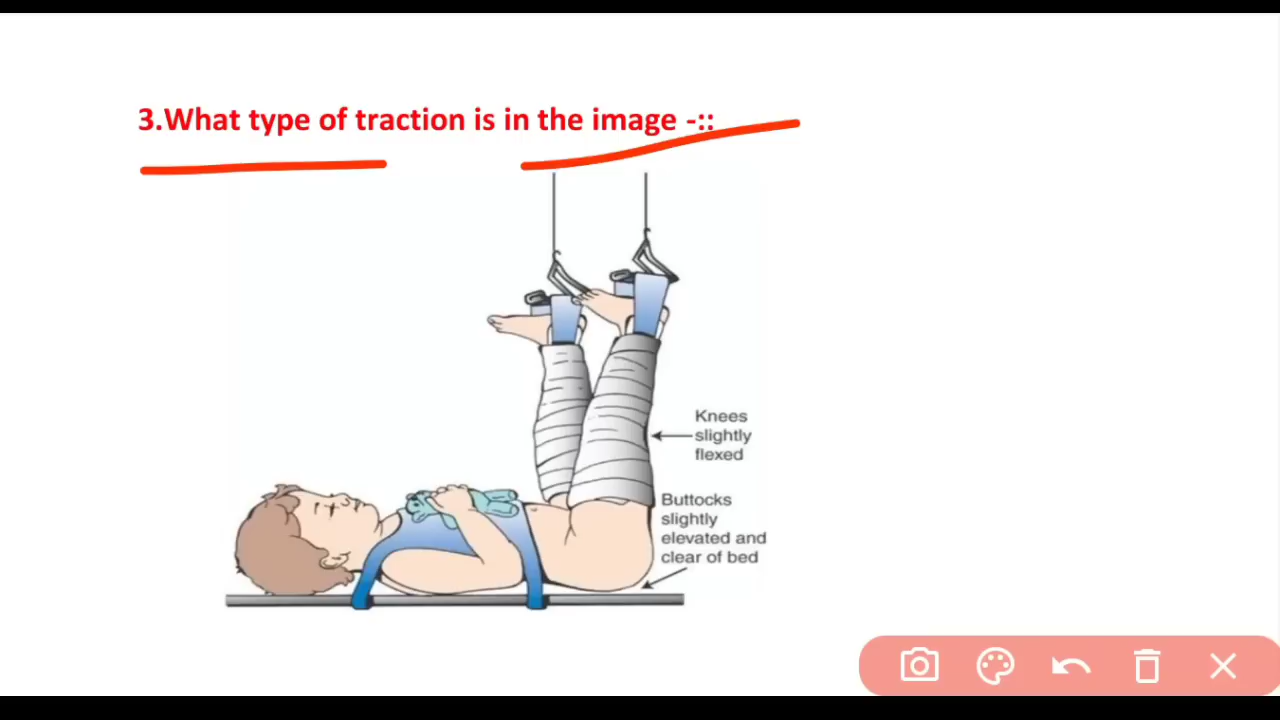 3.What type of traction is in the image -::
Knees
slightly
flexed
Buttocks
slightly
elevated and
clear of bed